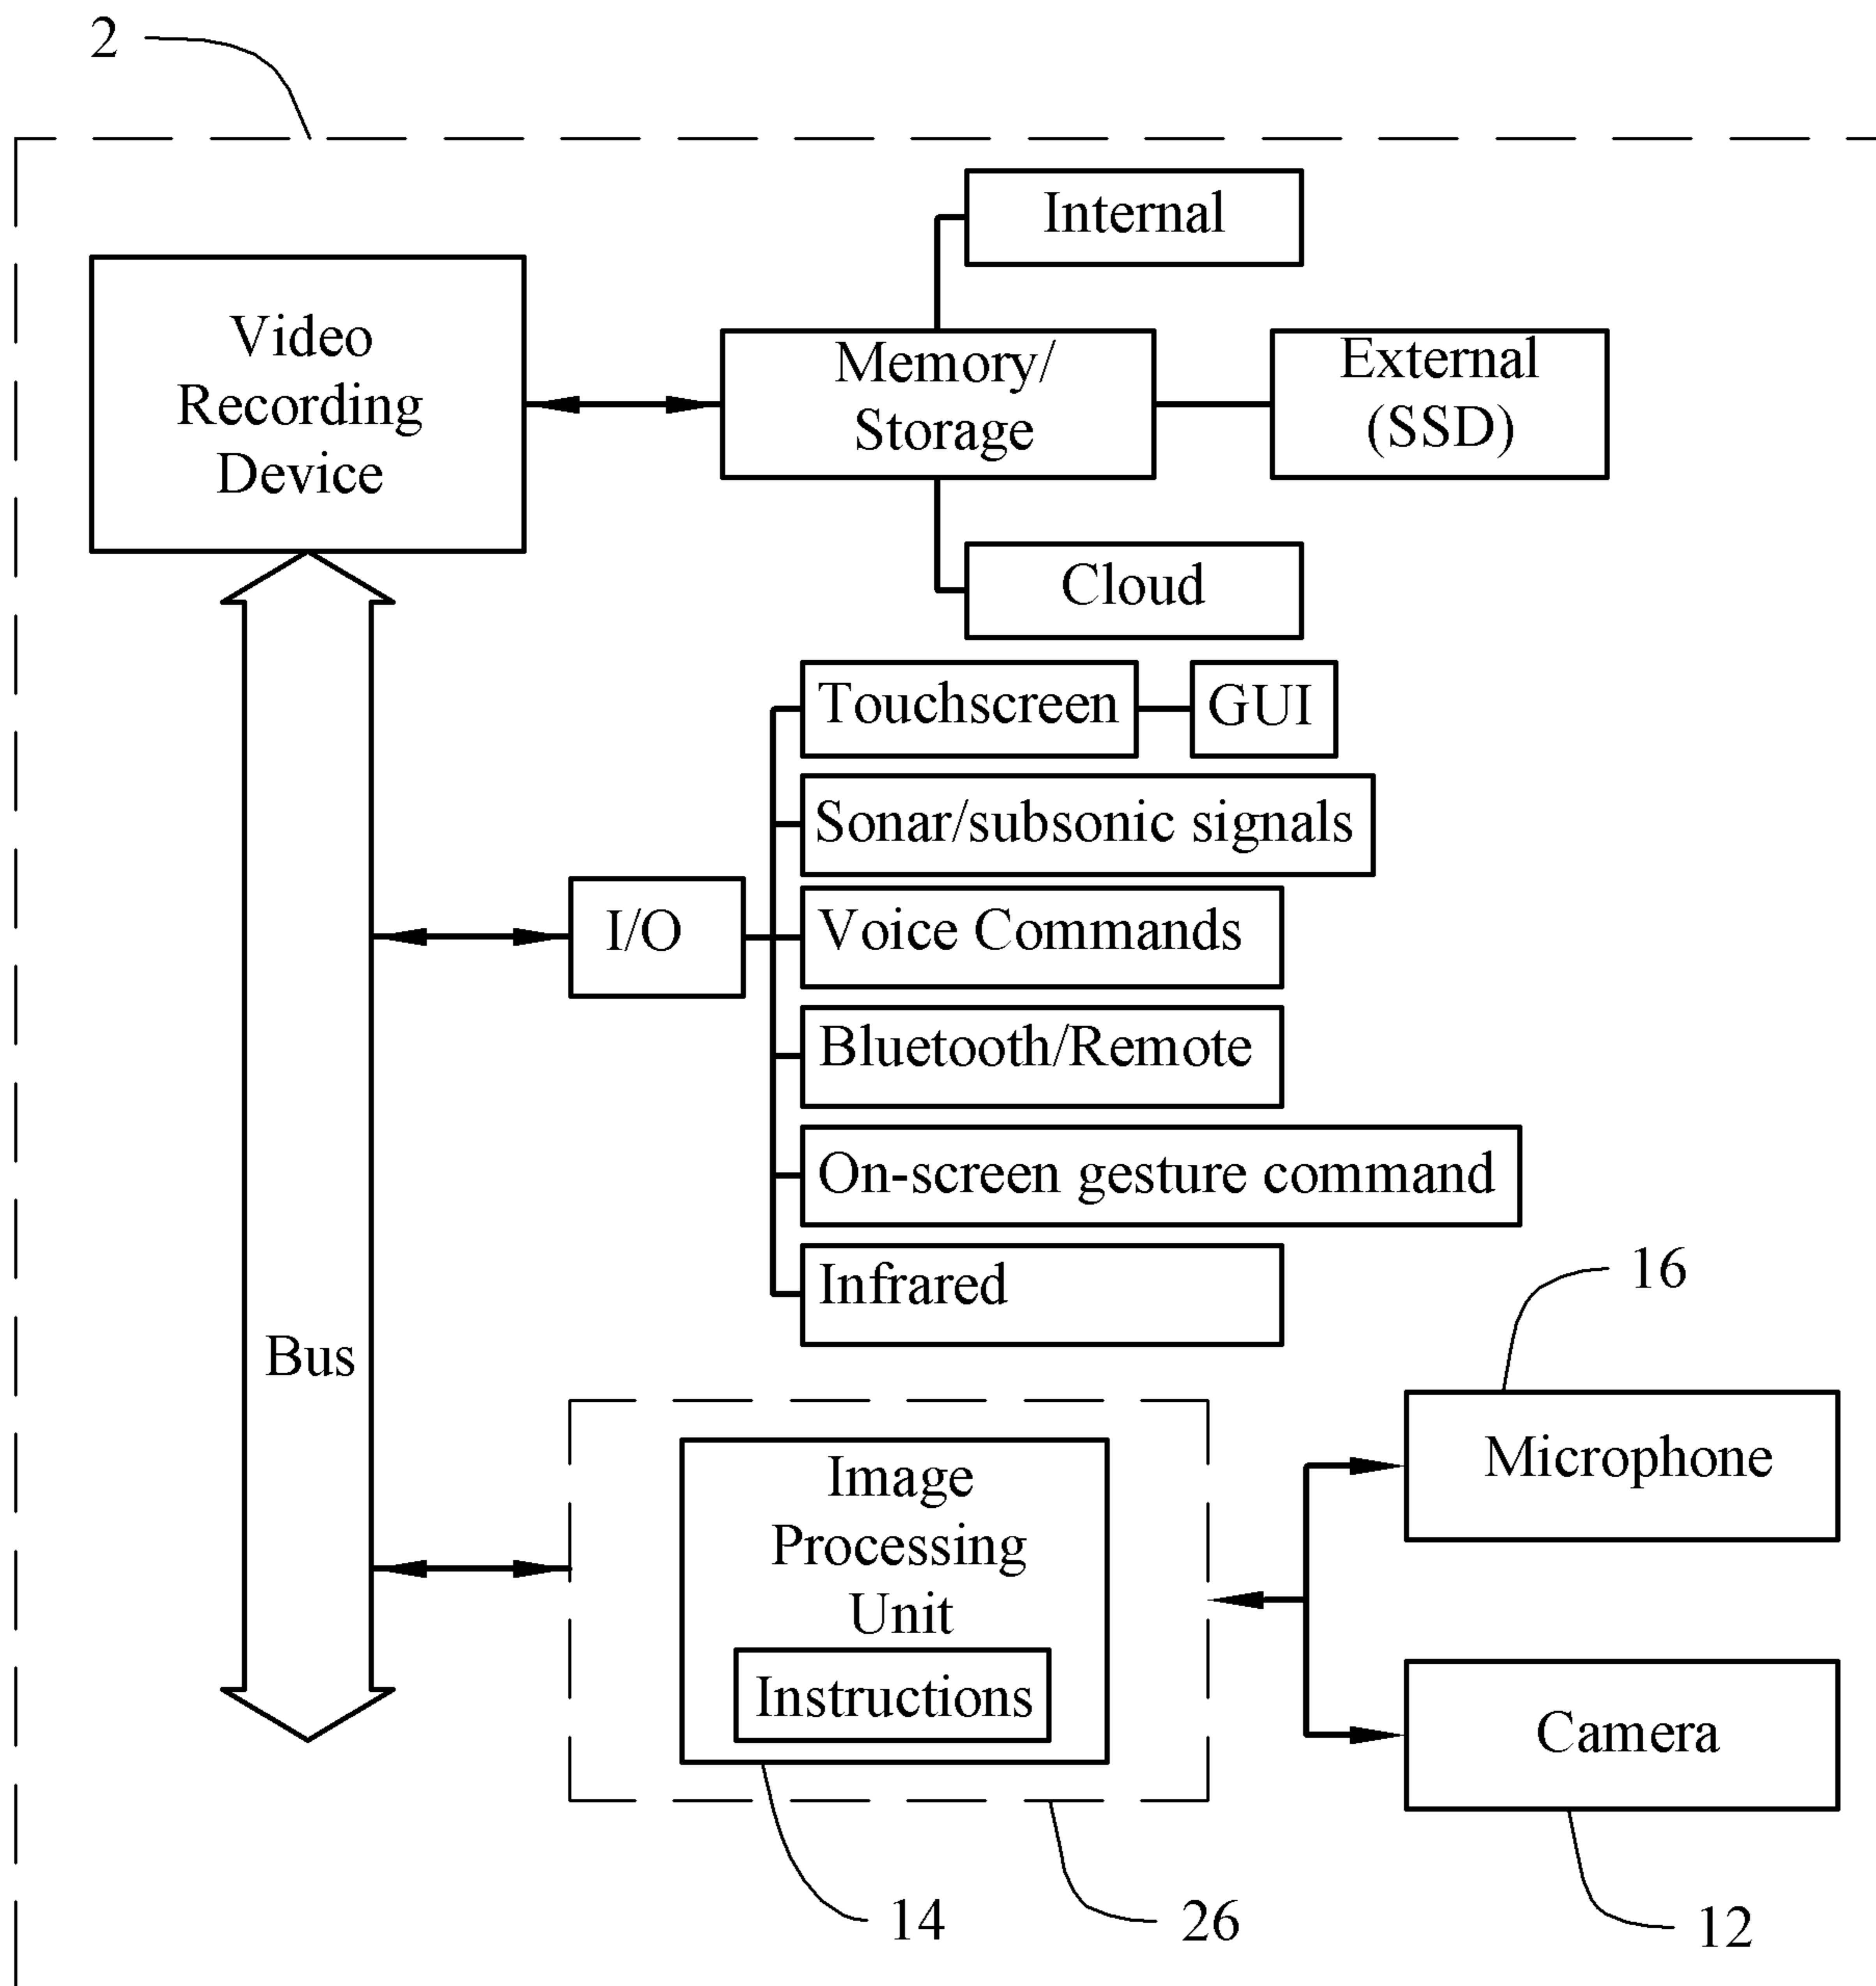 2
Internal
Video
Recording
Device
Memory/
Storage
External
(SSD)
Cloud
Touchscreen
GUI
Sonar/subsonic signals
I/O
Voice Commands
Bluetooth/Remote
On-screen gesture command
Infrared
16
Bus
Microphone
Image
Processing
Unit
Instructions
Camera
14
26
12